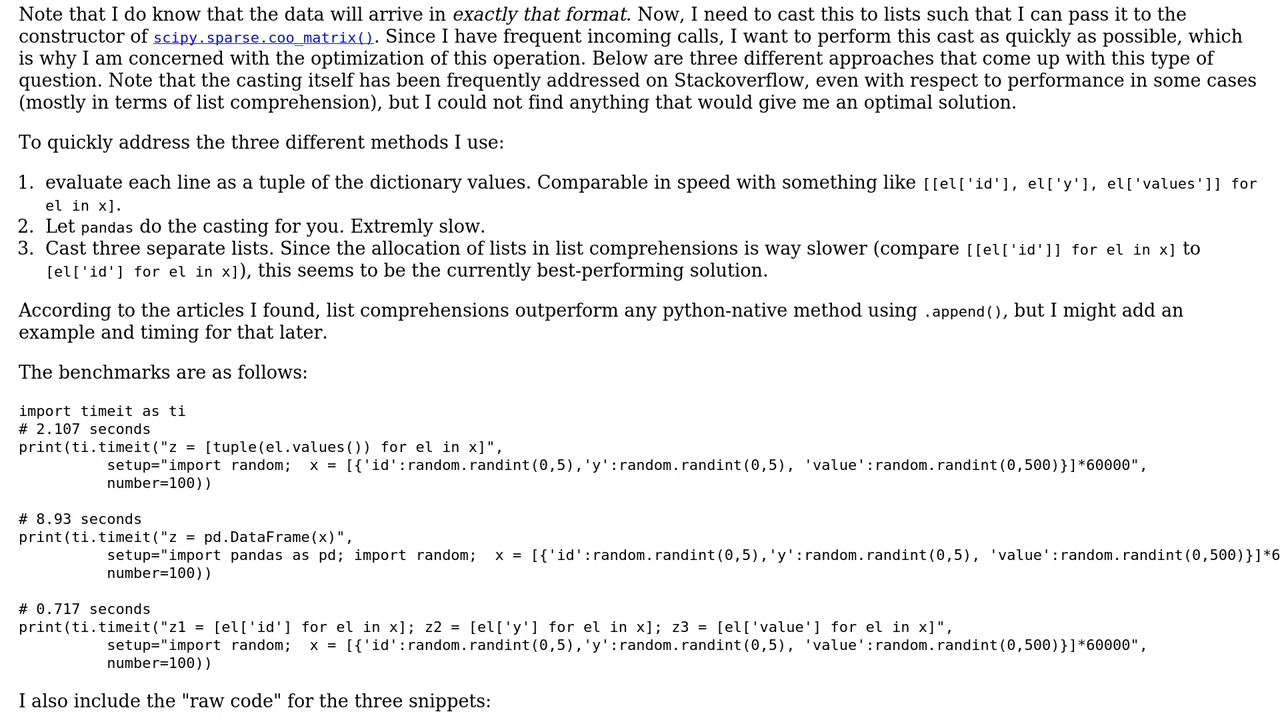 Note that I do know that the data will arrive in exactly that format. Now, I need to cast this to lists such that I can pass it to the
constructor of scipy.sparse.coo_matrix(). Since I have frequent incoming calls, I want to perform this cast as quickly as possible, which
is why I am concerned with the optimization of this operation. Below are three different approaches that come up with this type of
question. Note that the casting itself has been frequently addressed on Stackoverflow, even with respect to performance in some cases
(mostly in terms of list comprehension), but I could not find anything that would give me an optimal solution.
To quickly address the three different methods I use:
1. evaluate each line as a tuple of the dictionary values. Comparable in speed with something like [[el['id'], el['y'], el['values']] for
el in x].
2. Let pandas do the casting for you. Extremly slow.
3. Cast three separate lists. Since the allocation of lists in list comprehensions is way slower (compare [[el['id']] for el in x] to
[el['id'] for el in x]), this seems to be the currently best-performing solution.
According to the articles I found, list comprehensions outperform any python-native method using .append(), but I might add an
example and timing for that later.
The benchmarks are as follows:
import timeit as ti
# 2.107 seconds
print(ti.timeit("z = [tuple(el.values()) for el in x]",
          setup="import random;  x = [{'id':random.randint(0,5),'y':random.randint(0,5), 'value':random.randint(0,500)}]*60000",
          number=100))
# 8.93 seconds
print(ti.timeit("z = pd.DataFrame(x)",
          setup="import pandas as pd; import random;  x = [{'id':random.randint(0,5),'y':random.randint(0,5), 'value':random.randint(0,500)}]*6
          number=100))
# 0.717 seconds
print(ti.timeit("z1 = [el['id'] for el in x]; z2 = [el['y'] for el in x]; z3 = [el['value'] for el in x]",
          setup="import random;  x = [{'id':random.randint(0,5),'y':random.randint(0,5), 'value':random.randint(0,500)}]*60000",
          number=100))
I also include the "raw code" for the three snippets: